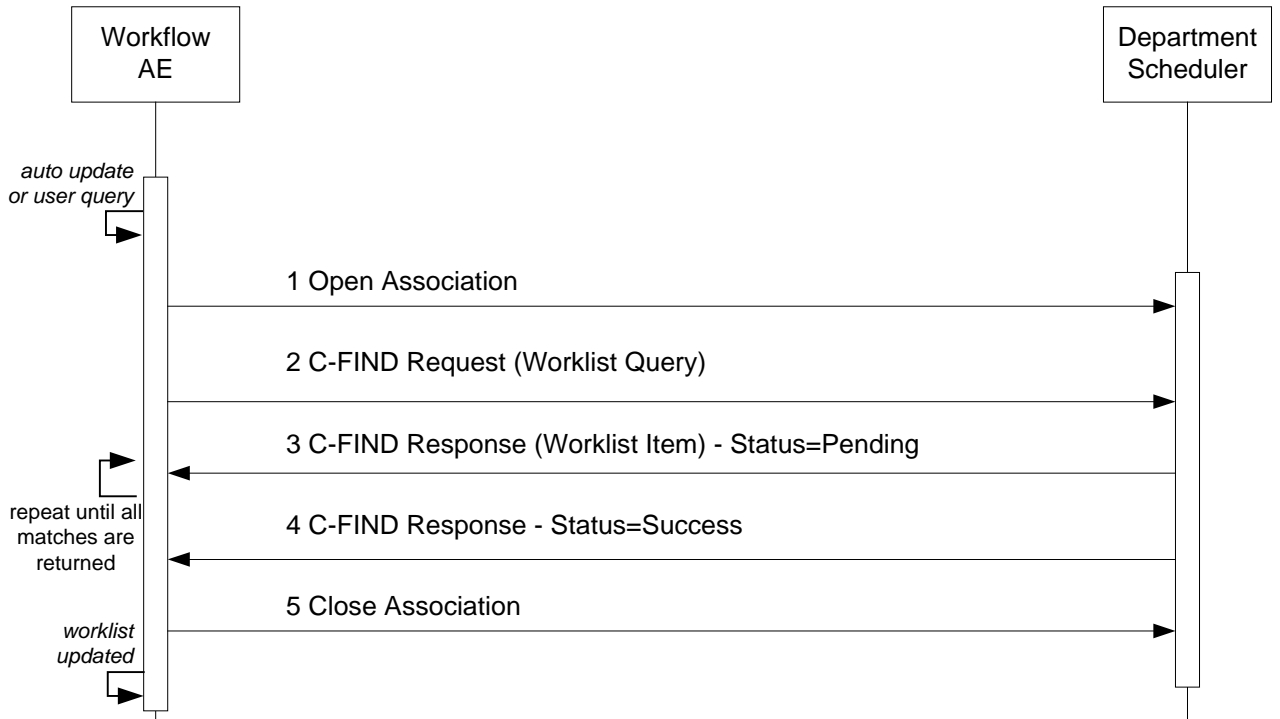 Workflow
AE
Department
Scheduler
auto update
or user query
1 Open Association
2 C-FIND Request (Worklist Query)
3 C-FIND Response (Worklist Item) - Status=Pending
repeat until all
matches are
returned
4 C-FIND Response - Status=Success
5 Close Association
worklist
updated